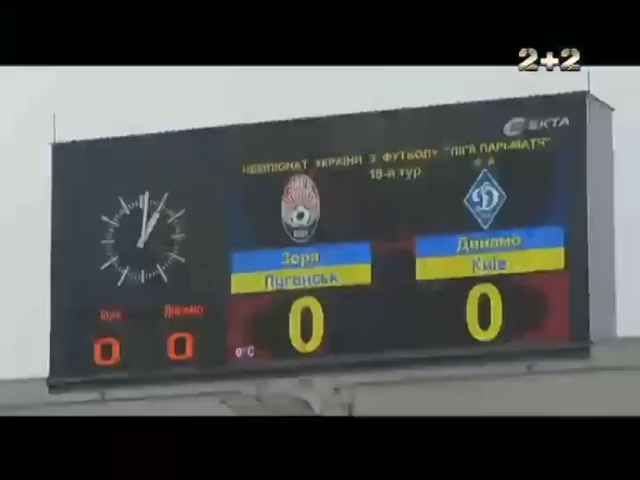 2+2
ЕКТА
ЧЕМПІОНАТ УКРАЇНИ З ФУТБОЛУ "ЛІГА ПАРІМАТЧ"
18-й тур
Зоря
Луганськ
0
Динамо
Київ
0
Зоря
0
Динамо
0
0°C